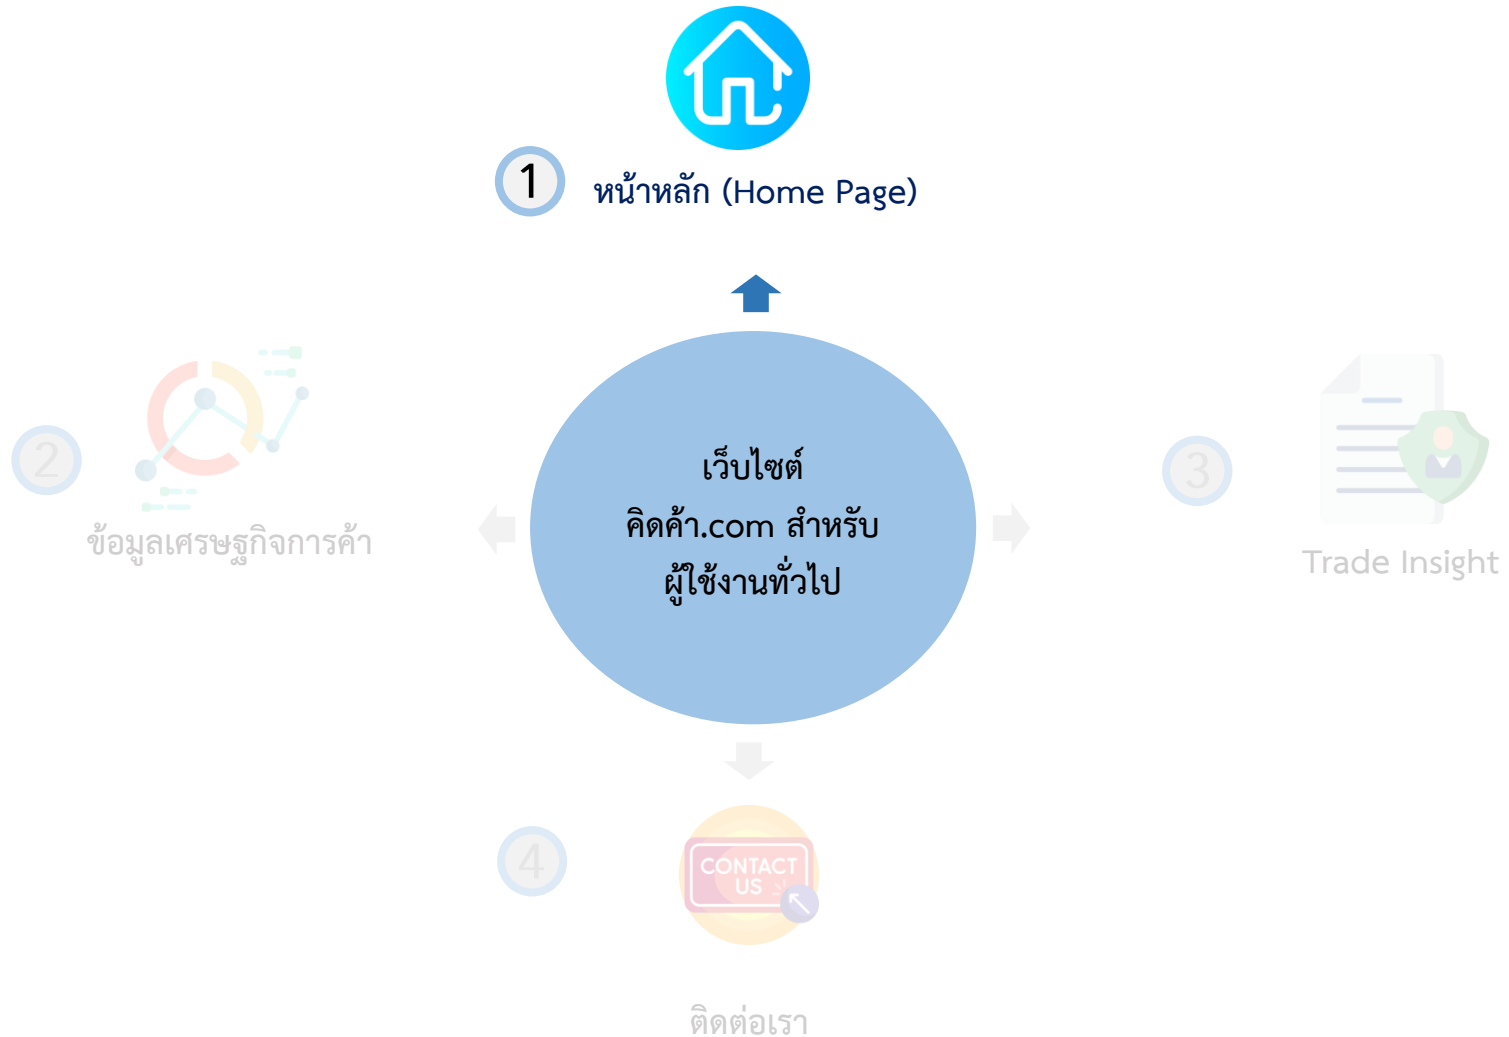 1
หน้าหลัก (Home Page)
2
ข้อมูลเศรษฐกิจการค้า
เว็บไซต์
คิดค้า.com สำหรับ
ผู้ใช้งานทั่วไป
3
Trade Insight
4
CONTACT
US
ติดต่อเรา